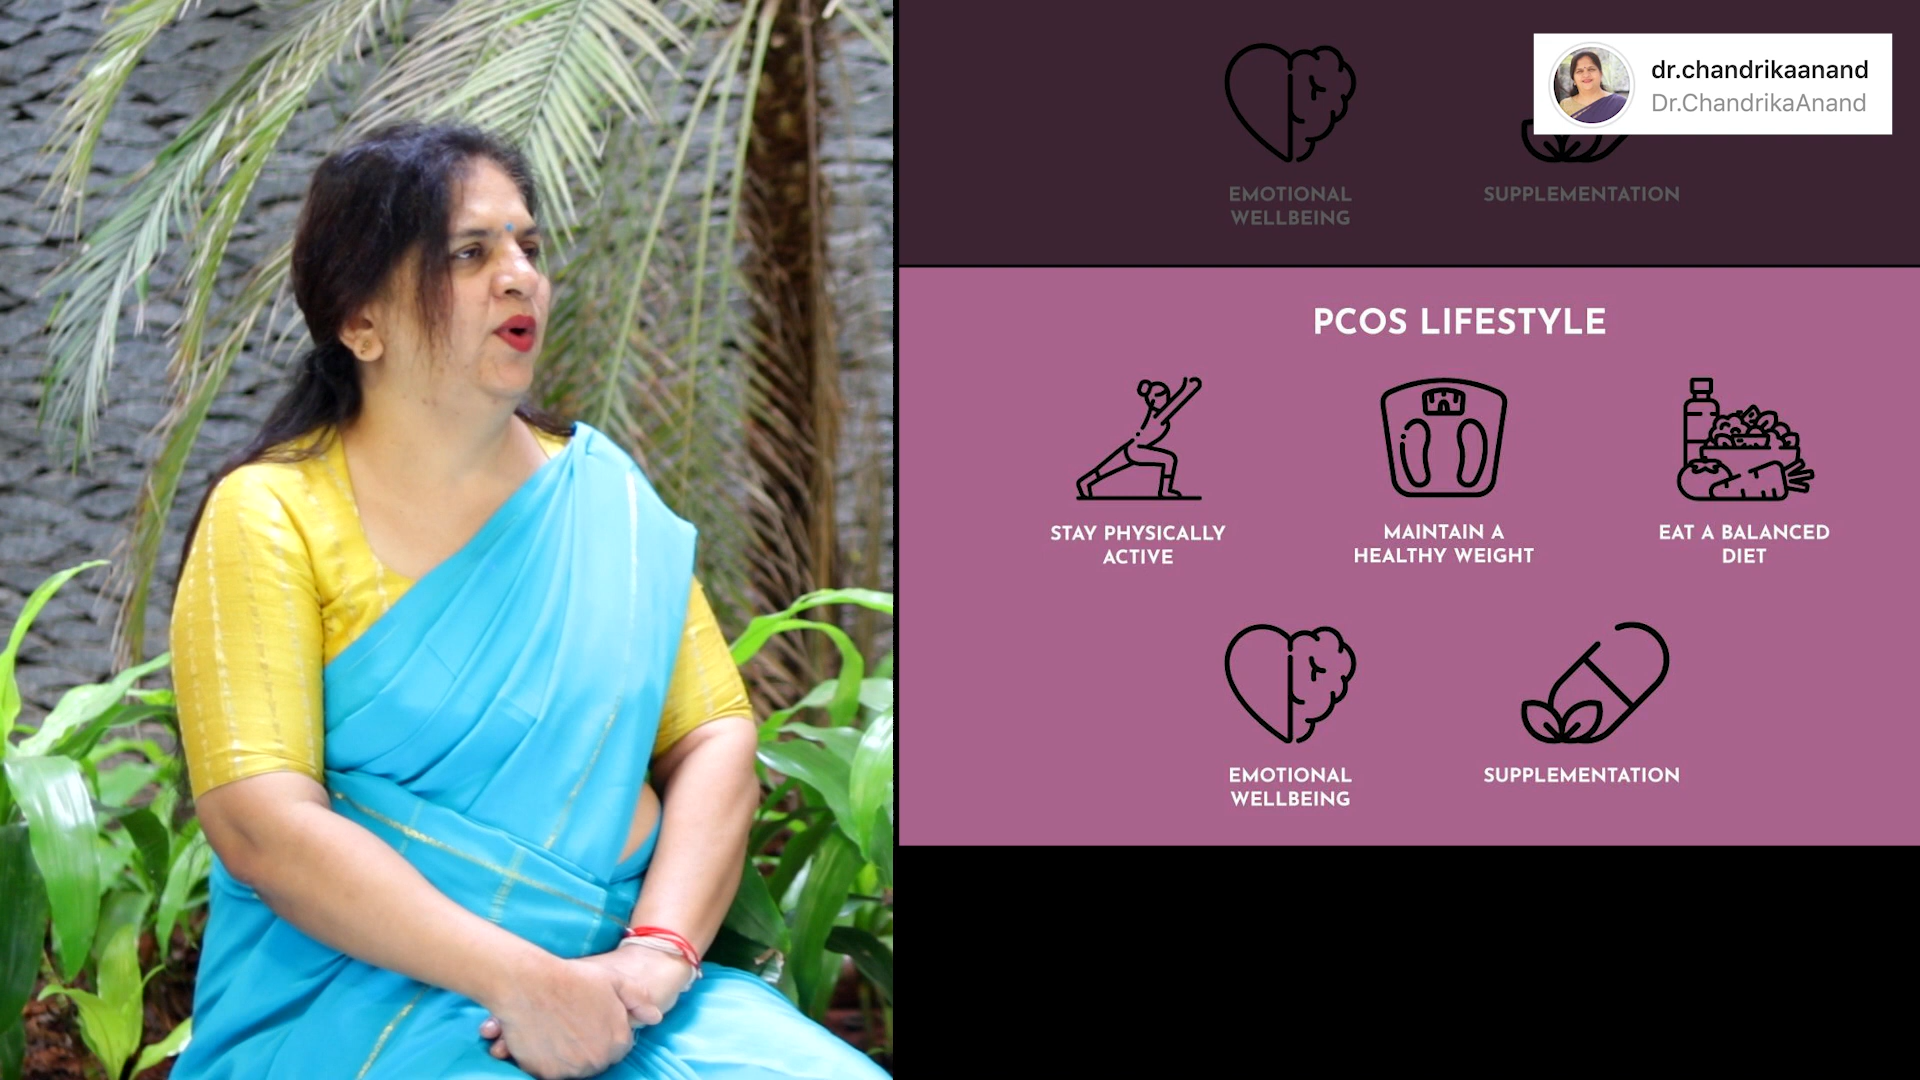 dr.chandrikaanand
Dr.ChandrikaAnand
EMOTIONAL
WELLBEING
SUPPLEMENTATION
PCOS LIFESTYLE
STAY PHYSICALLY
ACTIVE
MAINTAIN A
HEALTHY WEIGHT
EAT A BALANCED
DIET
EMOTIONAL
WELLBEING
SUPPLEMENTATION